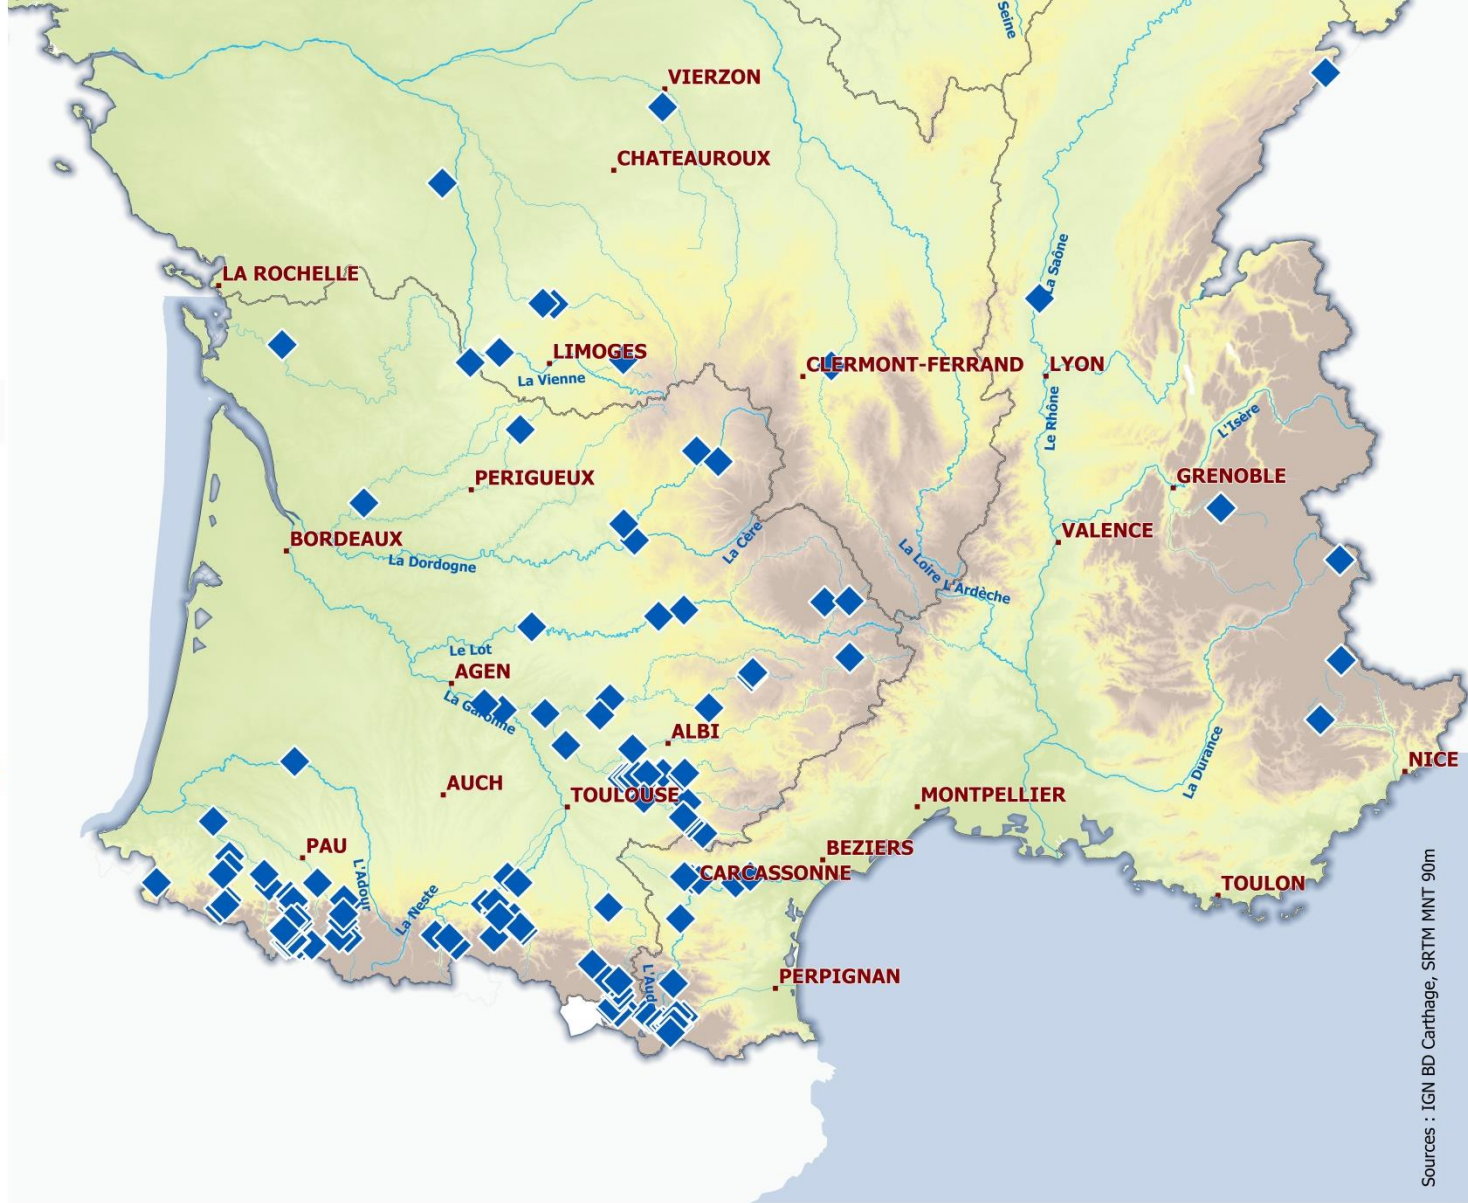 Seine
VIERZON
CHATEAUROUX
LA ROCHELLE
La Saône
LIMOGES
La Vienne
CLERMONT-FERRAND
LYON
Le Rhône
L'Isère
PERIGUEUX
GRENOBLE
BORDEAUX
La Dordogne
La Cère
VALENCE
La Loire
L'Ardèche
Le Lot
AGEN
La Garonne
ALBI
La Durance
NICE
AUCH
TOULOUSE
MONTPELLIER
PAU
L'Adour
BEZIERS
CARCASSONNE
TOULON
La Neste
L'Aud
PERPIGNAN
Sources : IGN BD Carthage, SRTM MNT 90m